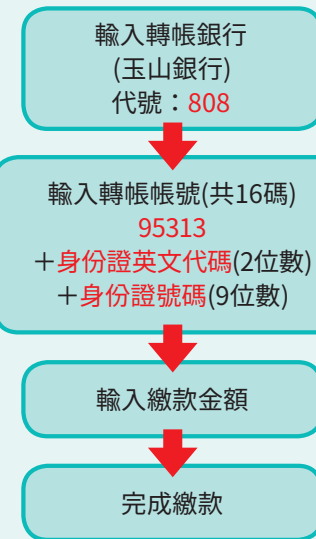 輸入轉帳銀行
(玉山銀行)
代號：808
輸入轉帳帳號(共16碼)
95313
＋身份證英文代碼(2位數)
＋身份證號碼(9位數)
輸入繳款金額
完成繳款